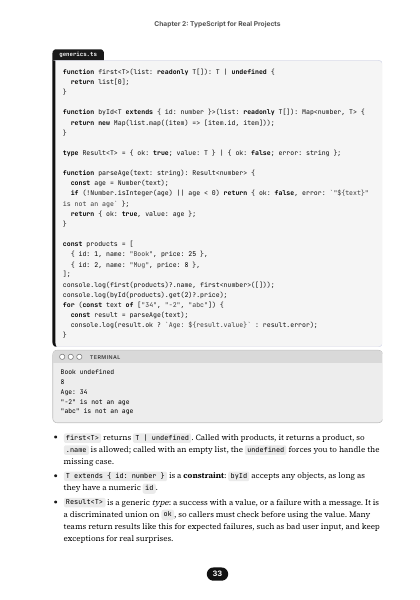 Chapter 2: TypeScript for Real Projects
generics.ts
function first<T>(list: readonly T[]): T | undefined {
  return list[0];
}
function byId<T extends { id: number }>(list: readonly T[]): Map<number, T> {
  return new Map(list.map((item) => [item.id, item]));
}
type Result<T> = { ok: true; value: T } | { ok: false; error: string };
function parseAge(text: string): Result<number> {
  const age = Number(text);
  if (!Number.isInteger(age) || age < 0) return { ok: false, error: `"${text}"
is not an age` };
  return { ok: true, value: age };
}
const products = [
  { id: 1, name: "Book", price: 25 },
  { id: 2, name: "Mug", price: 8 },
];
console.log(first(products)?.name, first<number>([]));
console.log(byId(products).get(2)?.price);
for (const text of ["34", "-2", "abc"]) {
  const result = parseAge(text);
  console.log(result.ok ? `Age: ${result.value}` : result.error);
}
TERMINAL
Book undefined
8
Age: 34
"-2" is not an age
"abc" is not an age
• first<T> returns T | undefined. Called with products, it returns a product, so
.name is allowed; called with an empty list, the undefined forces you to handle the
missing case.
• T extends { id: number } is a constraint: byId accepts any objects, as long as
they have a numeric id.
• Result<T> is a generic type: a success with a value, or a failure with a message. It is
a discriminated union on ok, so callers must check before using the value. Many
teams return results like this for expected failures, such as bad user input, and keep
exceptions for real surprises.
33